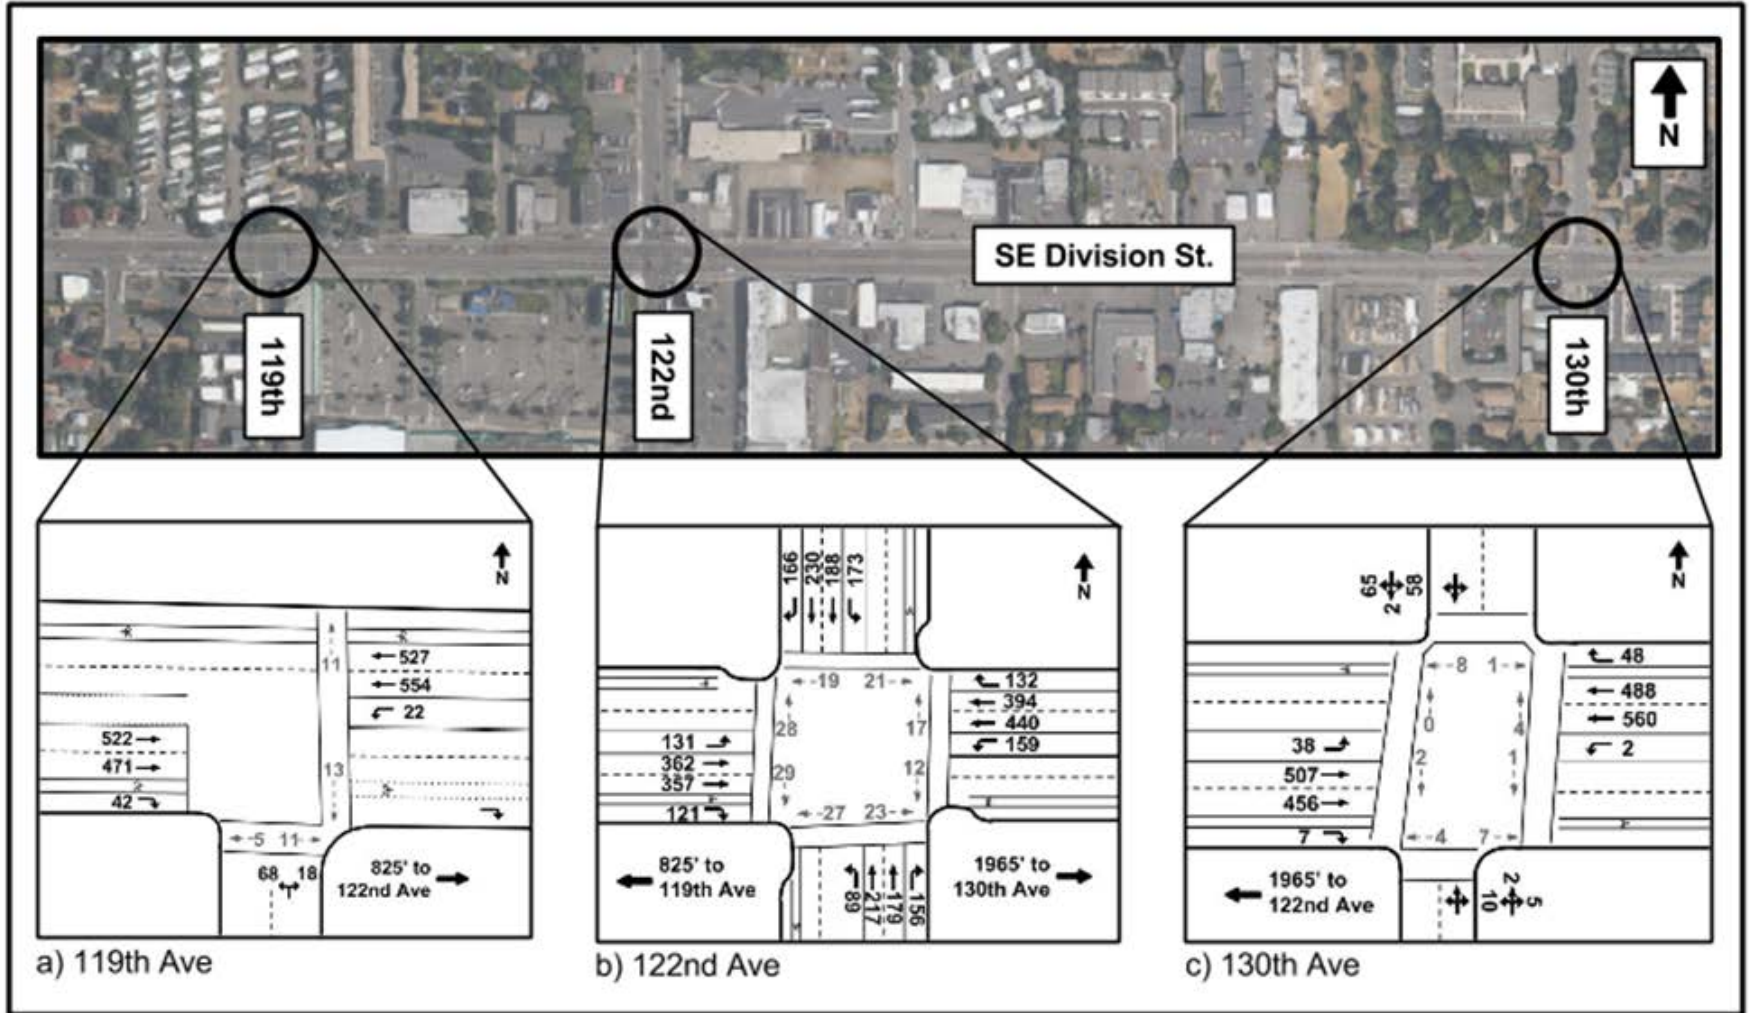 N
SE Division St.
119th
122nd
130th
N
527
554
22
522
471
42
11
13
5 11
68 18
825' to
122nd Ave
a) 119th Ave
N
166
230
188
173
19 21
132
394
440
159
28
17
131
362
357
121
29
12
27 23
825' to
119th Ave
89
217
179
156
1965' to
130th Ave
b) 122nd Ave
N
65
2
58
8 1
48
488
560
2
0
4
38
507
456
7
2
1
4 7
1965' to
122nd Ave
10
2
5
c) 130th Ave